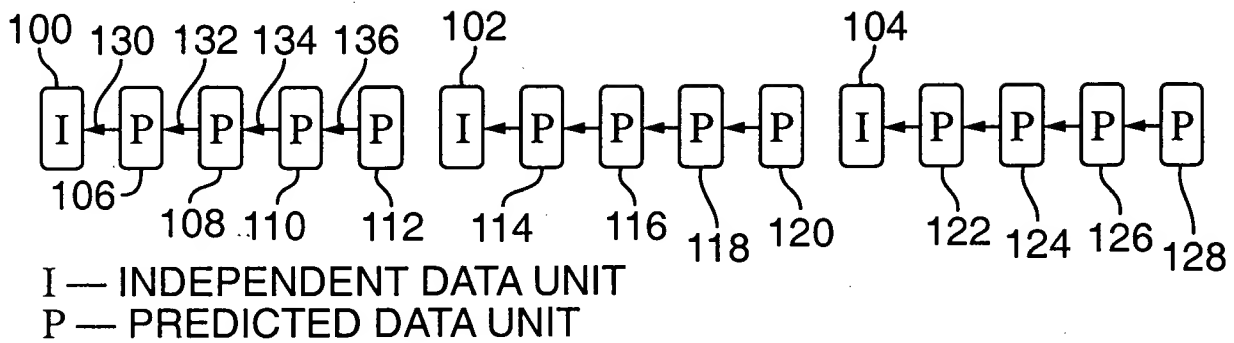 100 130 132 134 136 102 104
I P P P P I P P P P I P P P P
106 108 110 112 114 116 118 120 122 124 126 128
I — INDEPENDENT DATA UNIT
P — PREDICTED DATA UNIT